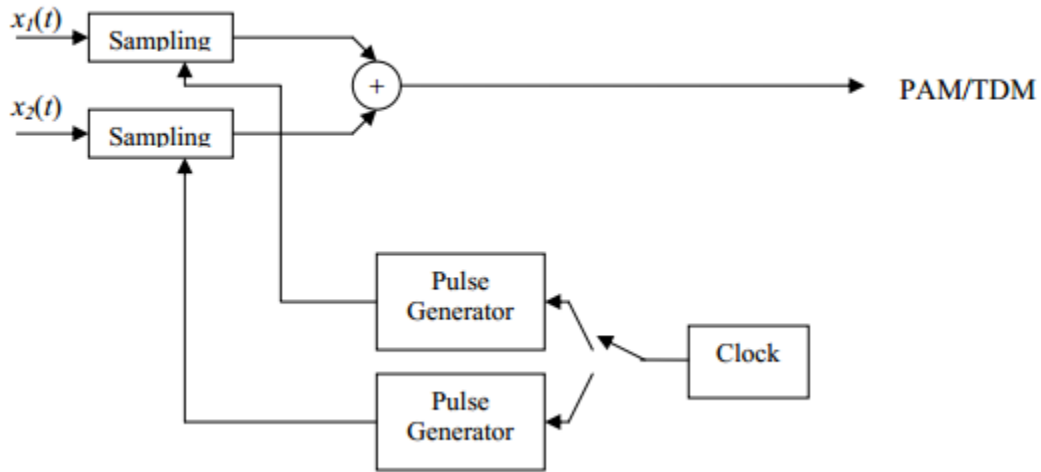 x1(t)
Sampling
+
PAM/TDM
x2(t)
Sampling
Pulse
Generator
Clock
Pulse
Generator